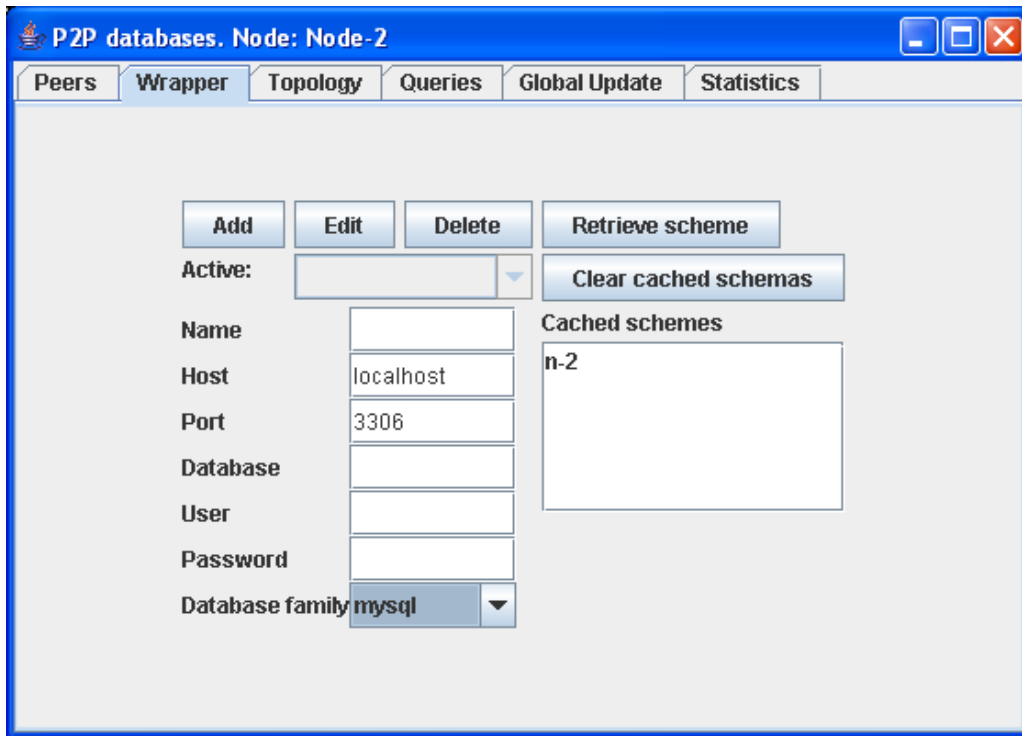 P2P databases. Node: Node-2
Peers Wrapper Topology Queries Global Update Statistics
Add Edit Delete Retrieve scheme
Active: Clear cached schemas
Name Cached schemes
Host localhost n-2
Port 3306
Database
User
Password
Database family mysql